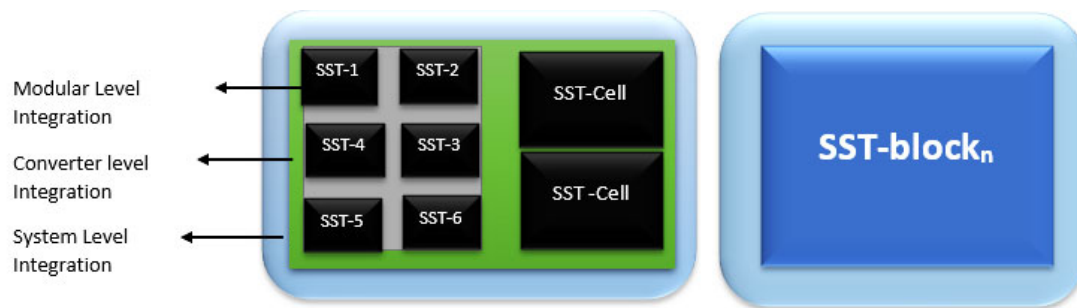 Modular Level
Integration
Converter level
Integration
System Level
Integration
SST-1
SST-2
SST-4
SST-3
SST-5
SST-6
SST-Cell
SST -Cell
SST-blockₙ